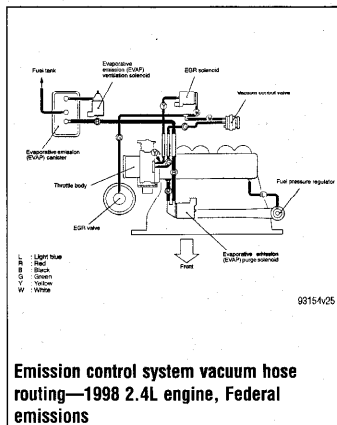 Evaporative
emission (EVAP)
ventilation solenoid
Fuel tank
EGR solenoid
Vacuum control valve
Evaporative emission
(EVAP) canister
Throttle body
Fuel pressure regulator
EGR valve
Evaporative emission
(EVAP) purge solenoid
Front
L : Light blue
R : Red
B : Black
G : Green
Y : Yellow
W : White
93154v25
Emission control system vacuum hose
routing—1998 2.4L engine, Federal
emissions